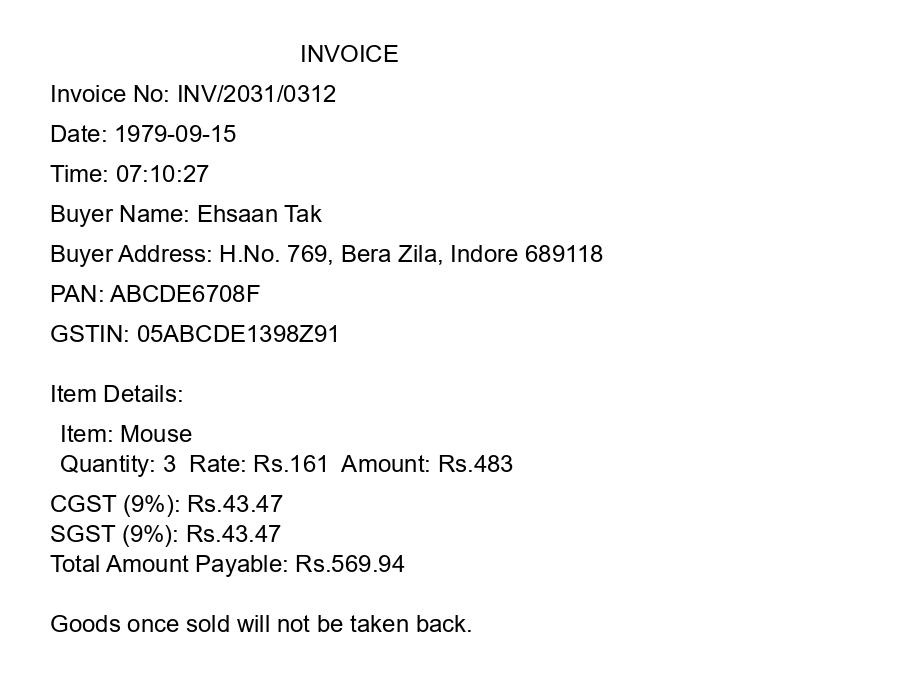 INVOICE
Invoice No: INV/2031/0312
Date: 1979-09-15
Time: 07:10:27
Buyer Name: Ehsaan Tak
Buyer Address: H.No. 769, Bera Zila, Indore 689118
PAN: ABCDE6708F
GSTIN: 05ABCDE1398Z91
Item Details:
Item: Mouse
Quantity: 3 Rate: Rs.161 Amount: Rs.483
CGST (9%): Rs.43.47
SGST (9%): Rs.43.47
Total Amount Payable: Rs.569.94
Goods once sold will not be taken back.